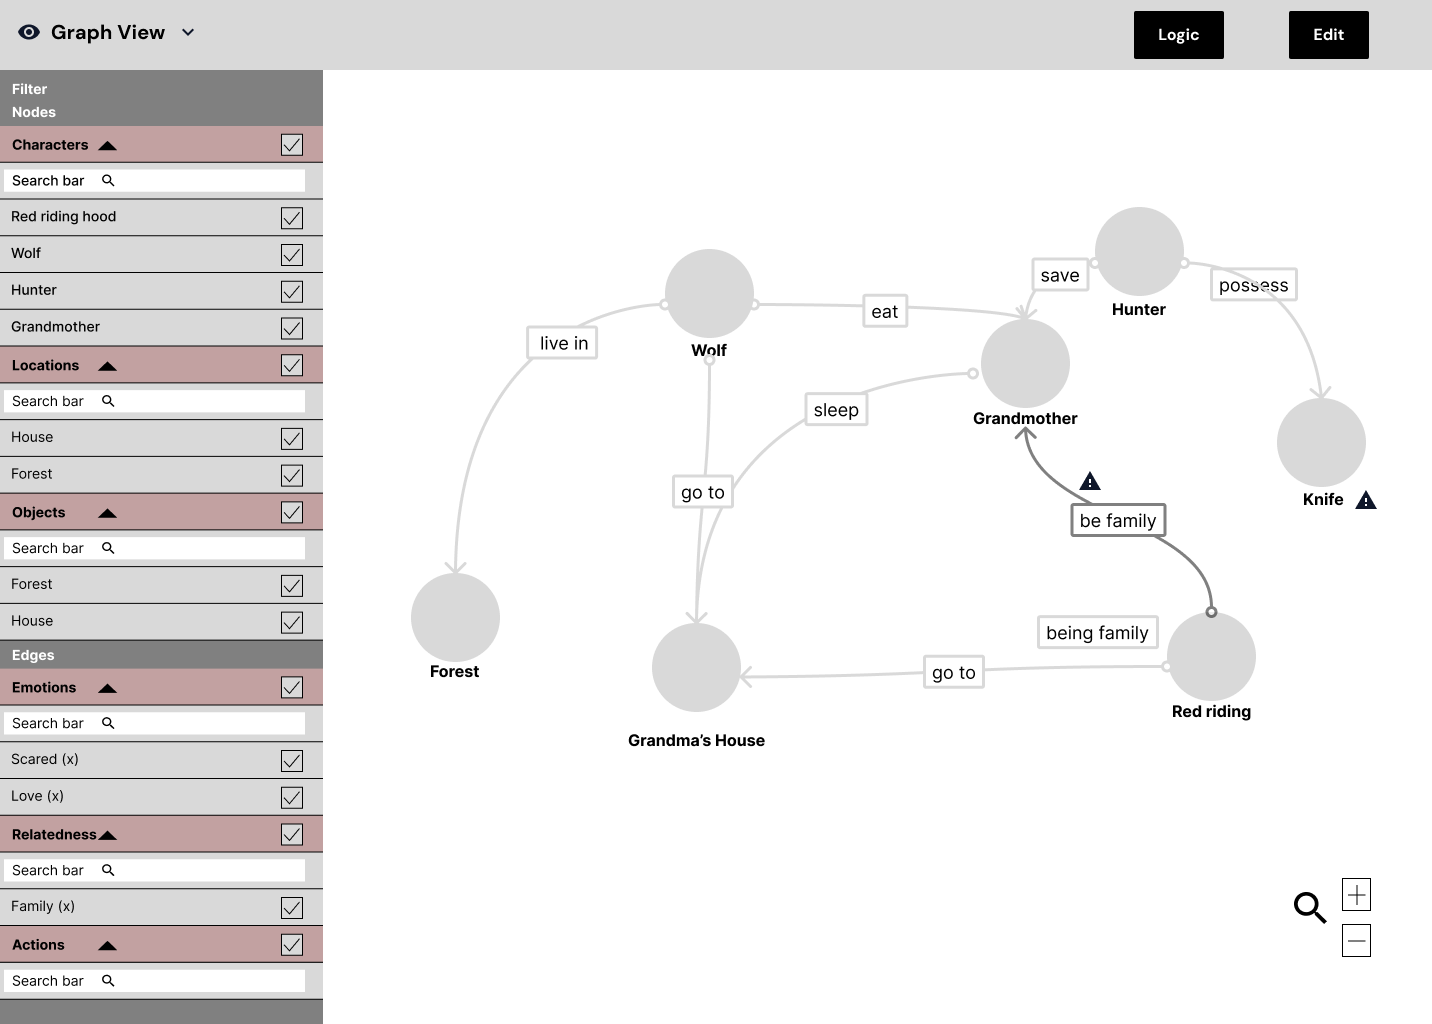 Graph View
Logic
Edit
Filter
Nodes
Characters
Search bar
Red riding hood
Wolf
Hunter
Grandmother
Locations
Search bar
House
Forest
Objects
Search bar
Forest
House
Edges
Emotions
Search bar
Scared (x)
Love (x)
Relatedness
Search bar
Family (x)
Actions
Search bar
save
possess
Hunter
eat
live in
Wolf
sleep
Grandmother
go to
Knife
be family
being family
go to
Forest
Red riding
Grandma’s House